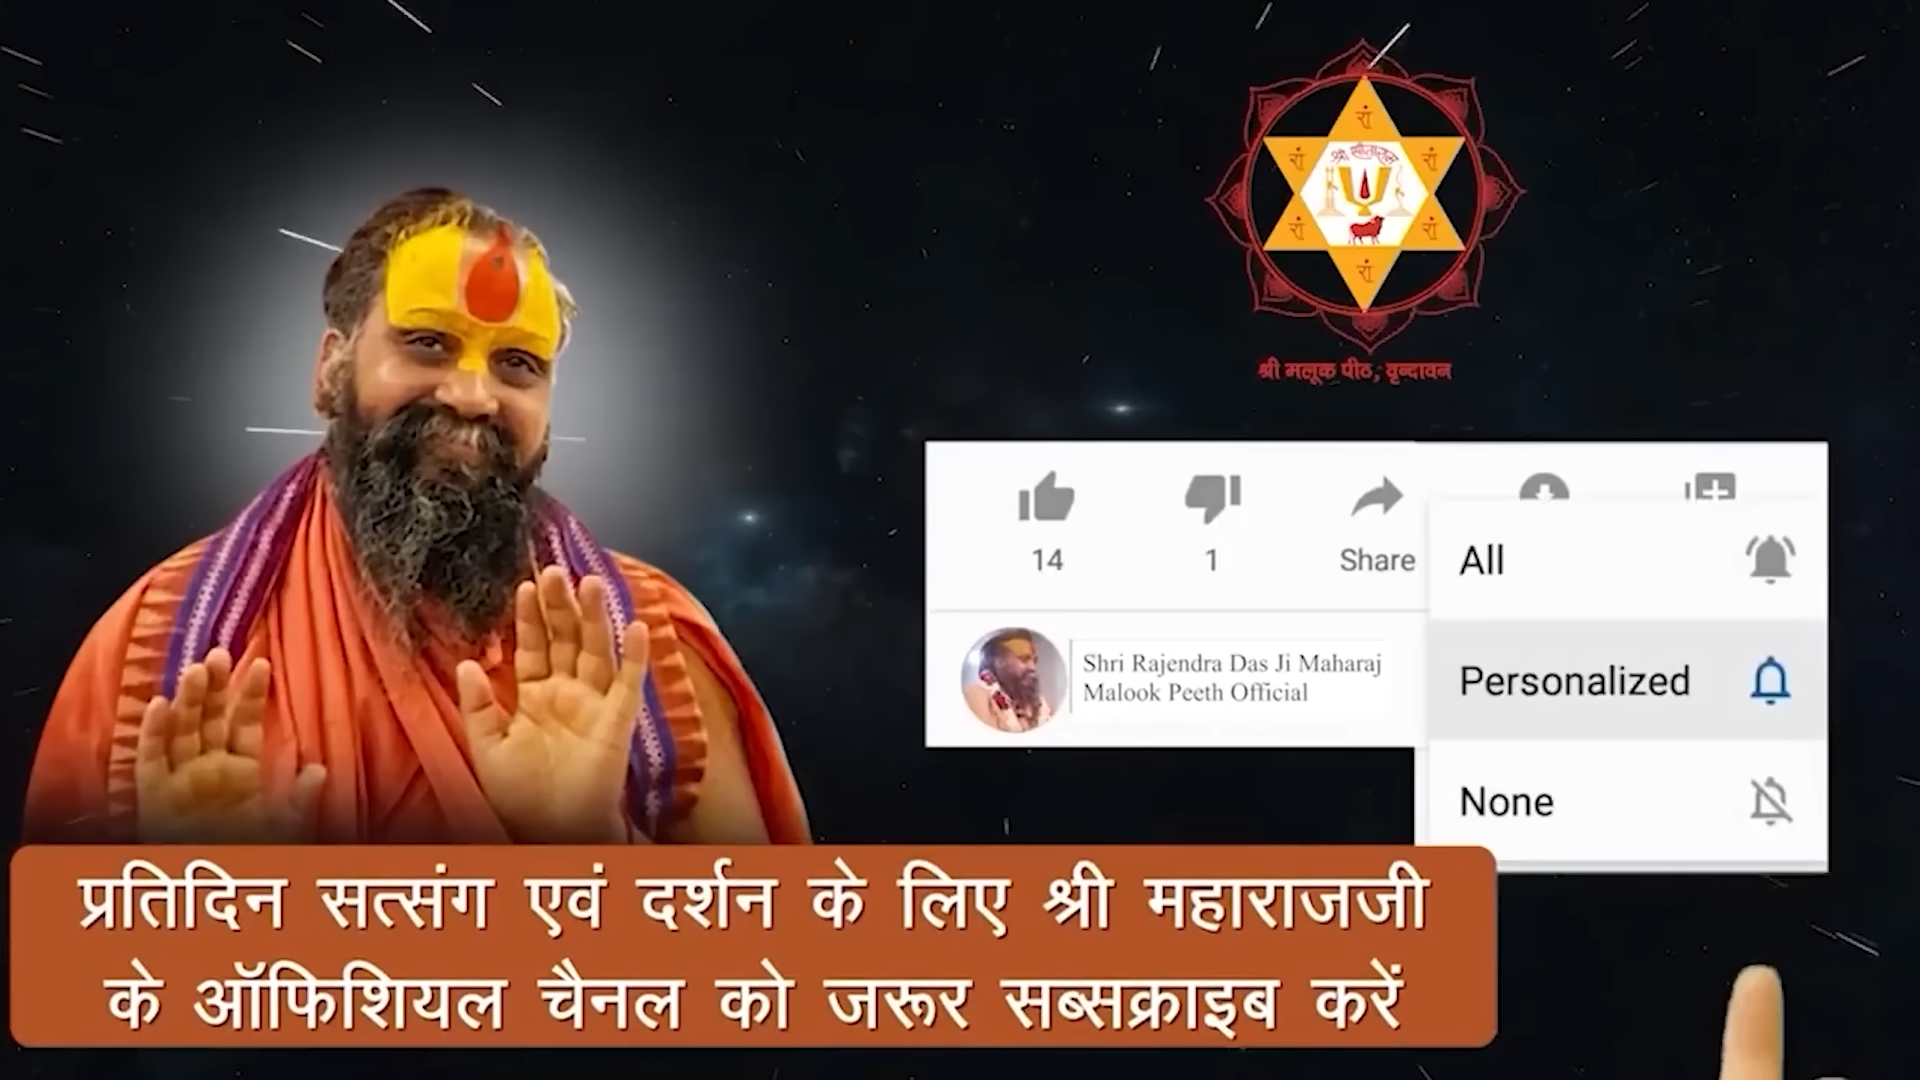 रां
रां
रां
श्री सीताराम
रां
रां
रां
श्री मलूक पीठ, वृन्दावन
14
1
Share
All
Personalized
None
Shri Rajendra Das Ji Maharaj
Malook Peeth Official
प्रतिदिन सत्संग एवं दर्शन के लिए श्री महाराजजी
के ऑफिशियल चैनल को जरूर सब्सक्राइब करें